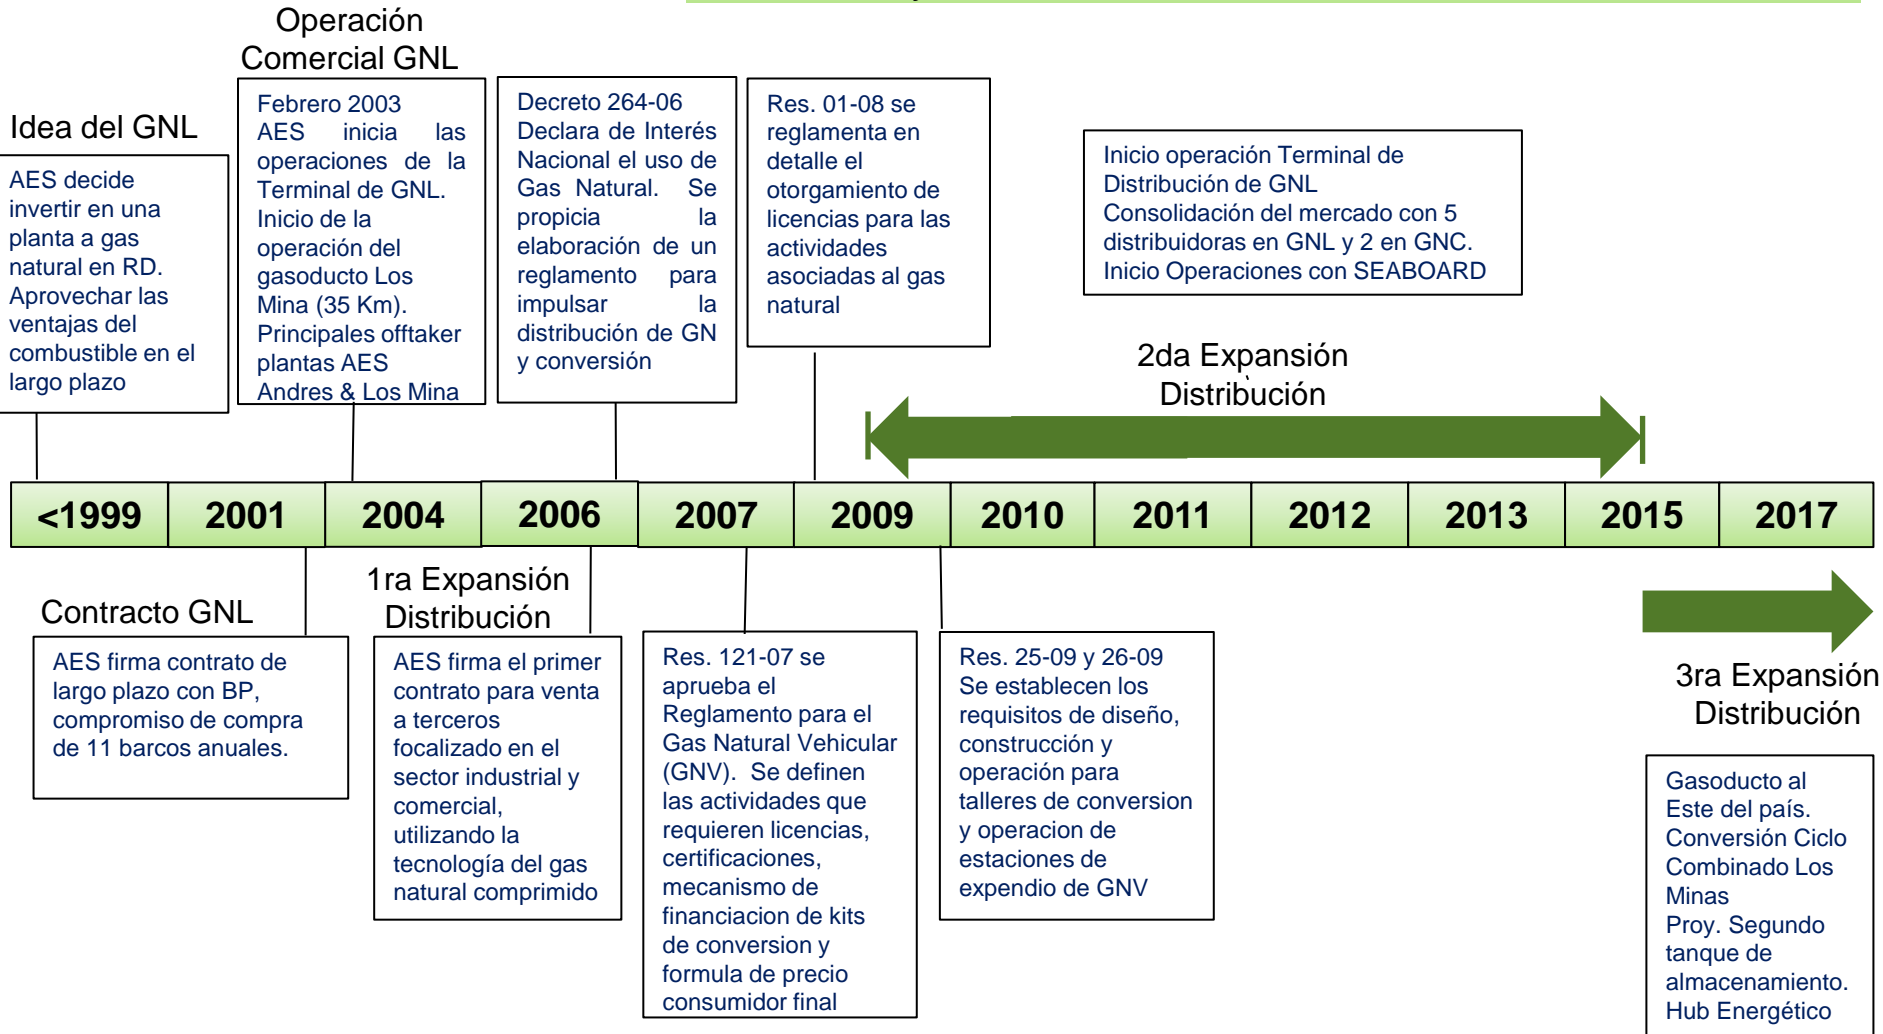 Operación
Comercial GNL
Idea del GNL
AES decide
invertir en una
planta a gas
natural en RD.
Aprovechar las
ventajas del
combustible en el
largo plazo
Febrero 2003
AES inicia las
operaciones de la
Terminal de GNL.
Inicio de la
operación del
gasoducto Los
Mina (35 Km).
Principales offtaker
plantas AES
Andres & Los Mina
Decreto 264-06
Declara de Interés
Nacional el uso de
Gas Natural. Se
propicia la
elaboración de un
reglamento para
impulsar la
distribución de GN
y conversión
Res. 01-08 se
reglamenta en
detalle el
otorgamiento de
licencias para las
actividades
asociadas al gas
natural
Inicio operación Terminal de
Distribución de GNL
Consolidación del mercado con 5
distribuidoras en GNL y 2 en GNC.
Inicio Operaciones con SEABOARD
2da Expansión
Distribución
<1999 2001 2004 2006 2007 2009 2010 2011 2012 2013 2015 2017
Contracto GNL
AES firma contrato de
largo plazo con BP,
compromiso de compra
de 11 barcos anuales.
1ra Expansión
Distribución
AES firma el primer
contrato para venta
a terceros
focalizado en el
sector industrial y
comercial,
utilizando la
tecnología del gas
natural comprimido
Res. 121-07 se
aprueba el
Reglamento para el
Gas Natural Vehicular
(GNV). Se definen
las actividades que
requieren licencias,
certificaciones,
mecanismo de
financiacion de kits
de conversion y
formula de precio
consumidor final
Res. 25-09 y 26-09
Se establecen los
requisitos de diseño,
construcción y
operación para
talleres de conversion
y operacion de
estaciones de
expendio de GNV
3ra Expansión
Distribución
Gasoducto al
Este del país.
Conversión Ciclo
Combinado Los
Minas
Proy. Segundo
tanque de
almacenamiento.
Hub Energético